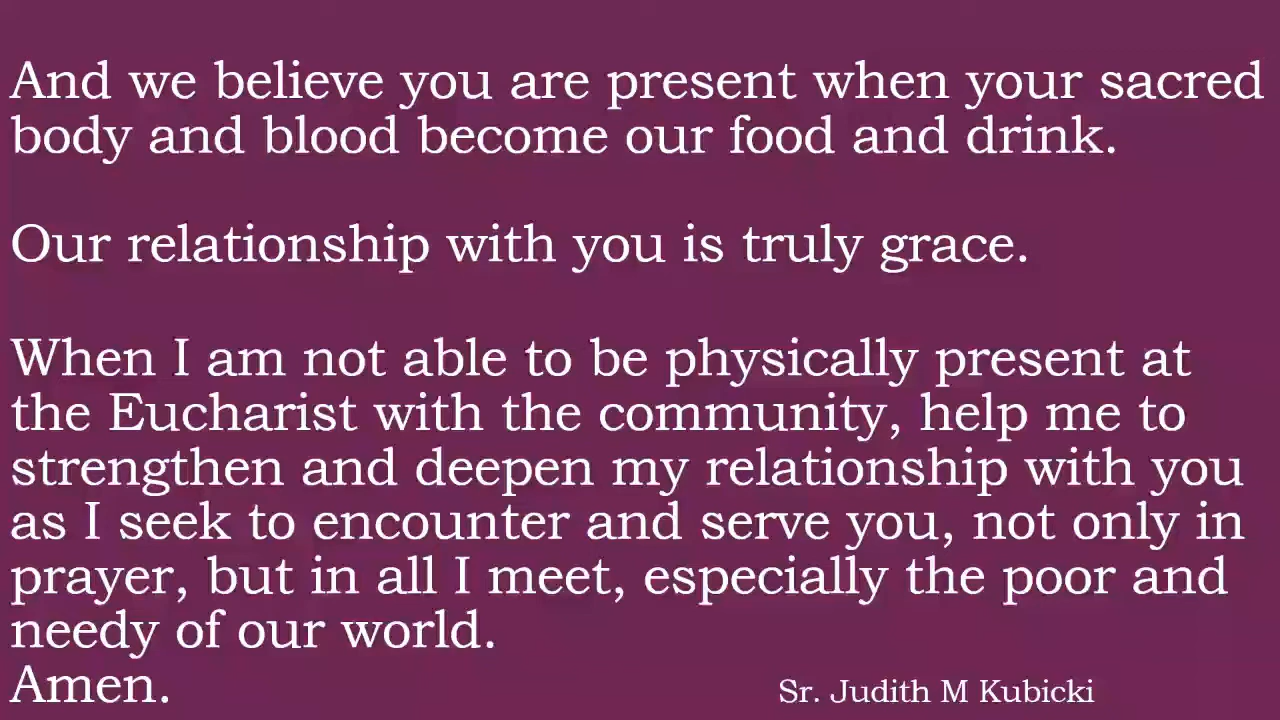 And we believe you are present when your sacred
body and blood become our food and drink.
Our relationship with you is truly grace.
When I am not able to be physically present at
the Eucharist with the community, help me to
strengthen and deepen my relationship with you
as I seek to encounter and serve you, not only in
prayer, but in all I meet, especially the poor and
needy of our world.
Amen.
Sr. Judith M Kubicki